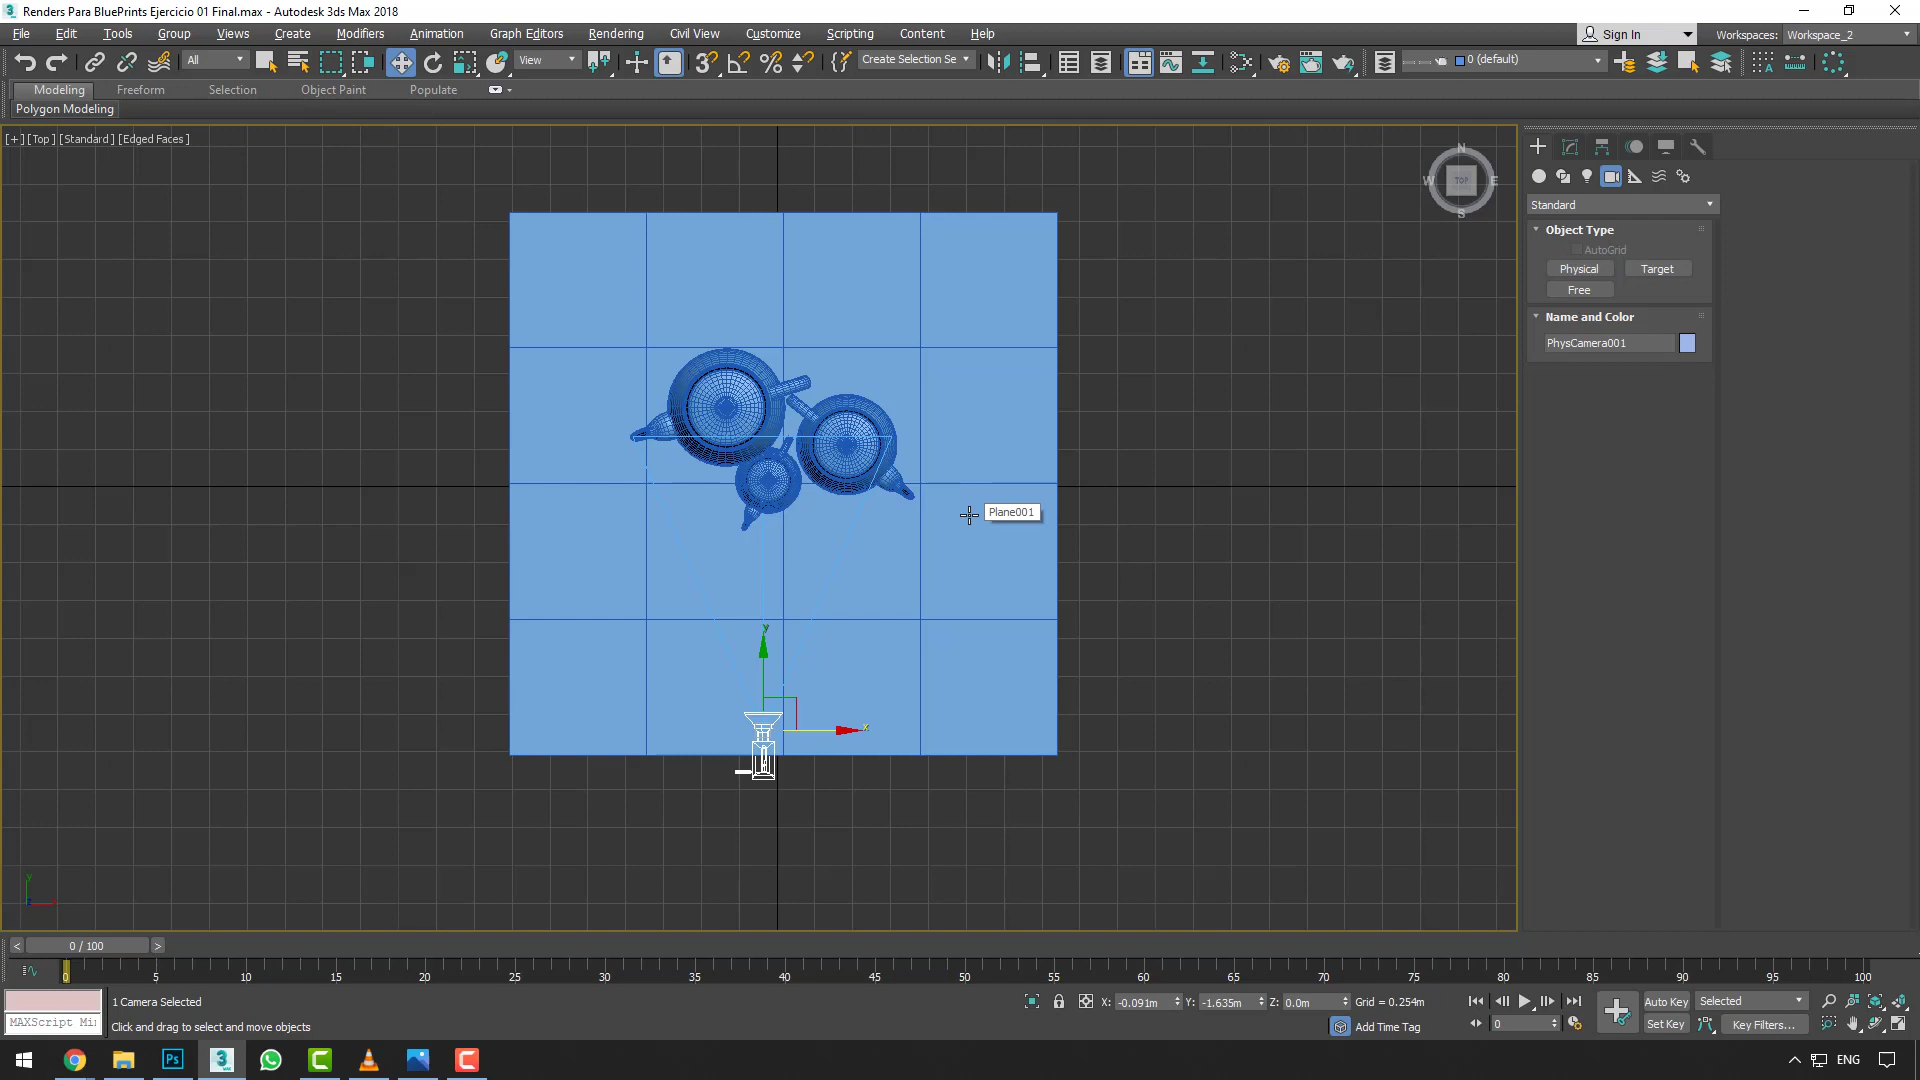 Renders Para BluePrints Ejercicio 01 Final.max - Autodesk 3ds Max 2018
File Edit Tools Group Views Create Modifiers Animation Graph Editors Rendering Civil View Customize Scripting Content Help
Sign In
Workspaces: Workspace_2
All
View
Create Selection Se
0 (default)
Modeling Freeform Selection Object Paint Populate
Polygon Modeling
[+] [Top] [Standard] [Edged Faces]
N
W TOP E
S
Standard
Object Type
AutoGrid
Physical Target
Free
Name and Color
PhysCamera001
Plane001
y
x
y
0 / 100
0 5 10 15 20 25 30 35 40 45 50 55 60 65 70 75 80 85 90 95 100
1 Camera Selected
X: -0.091m Y: -1.635m Z: 0.0m Grid = 0.254m
Auto Key Selected
MAXScript Mi
Click and drag to select and move objects
Add Time Tag
0
Set Key Key Filters...
Ps
3
MAX
C
C
ENG